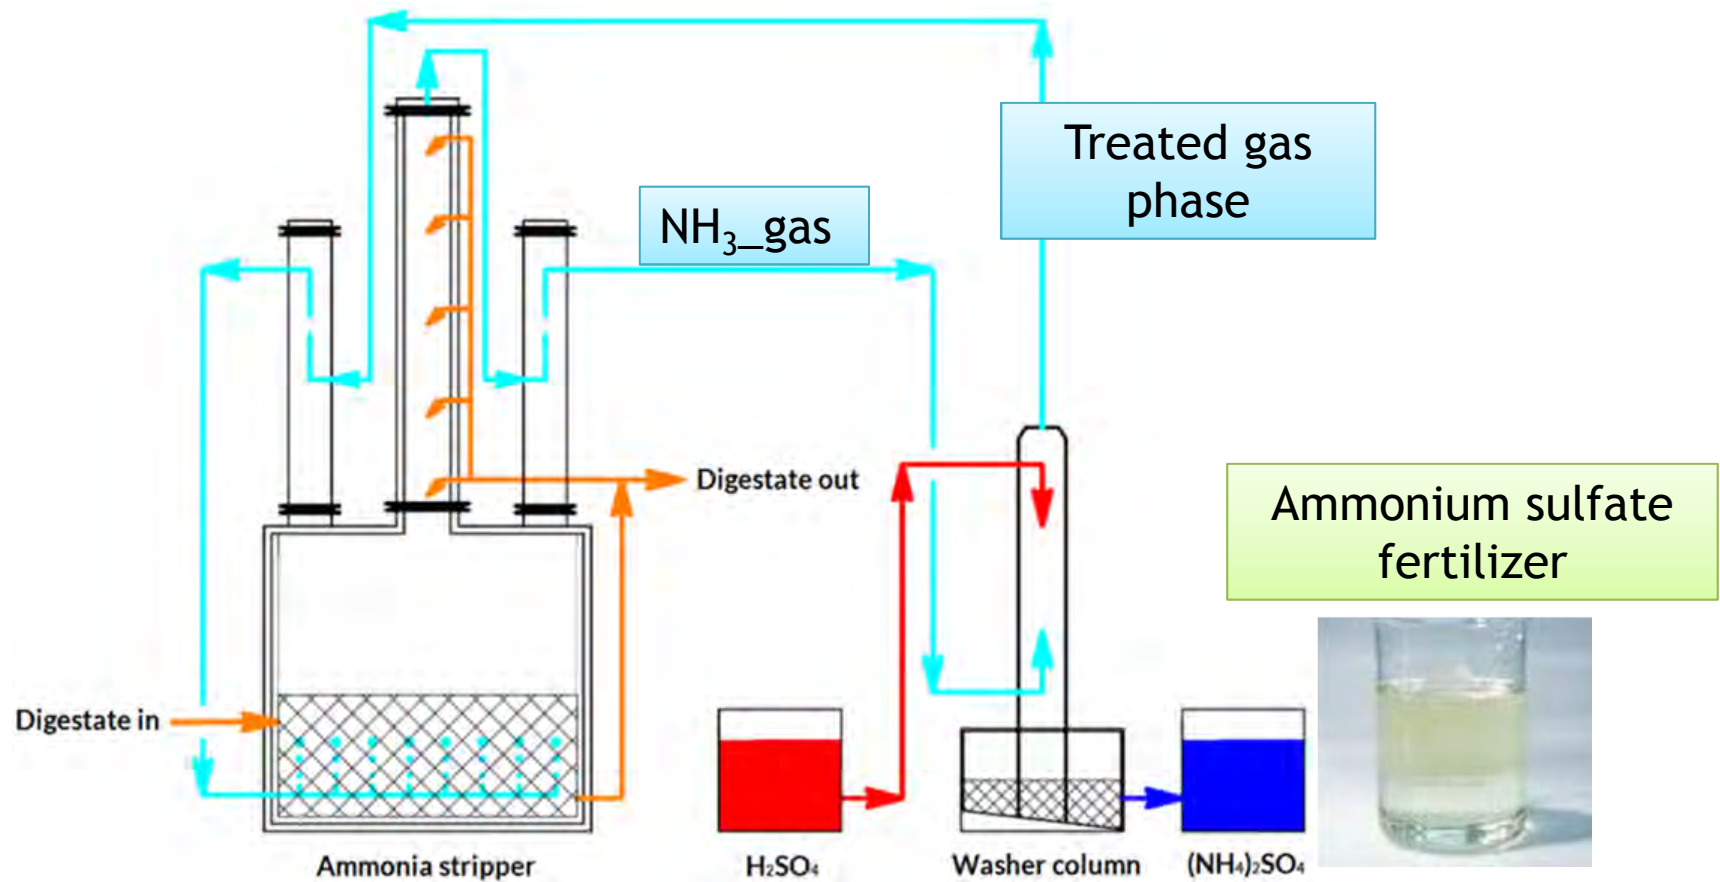 Treated gas
phase
NH₃_gas
Digestate out
Ammonium sulfate
fertilizer
Digestate in
Ammonia stripper
H₂SO₄
Washer column
(NH₄)₂SO₄